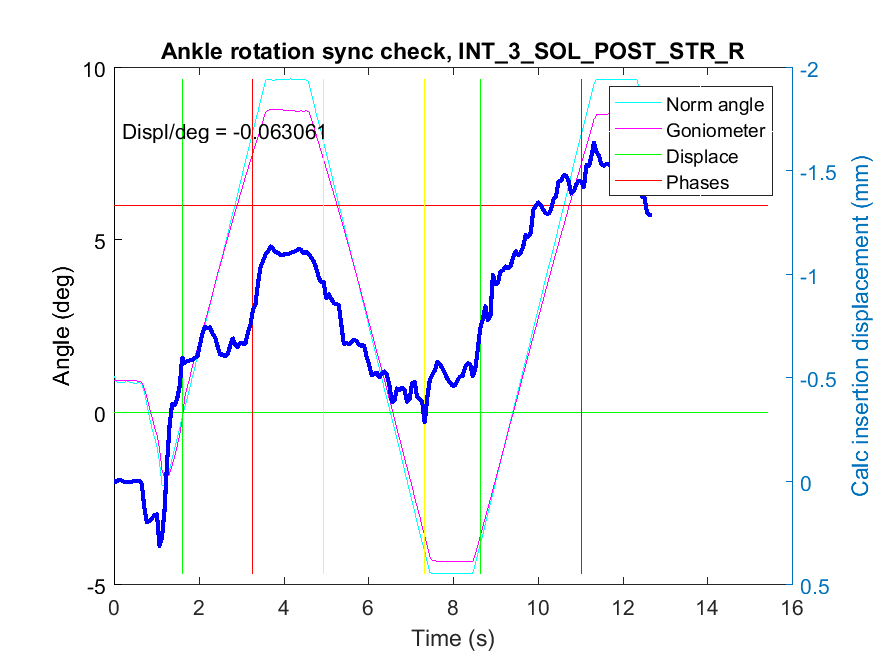 Ankle rotation sync check, INT_3_SOL_POST_STR_R
Displ/deg = -0.063061
Norm angle
Goniometer
Displace
Phases
Angle (deg)
10
5
0
-5
Calc insertion displacement (mm)
-2
-1.5
-1
-0.5
0
0.5
0 2 4 6 8 10 12 14 16
Time (s)